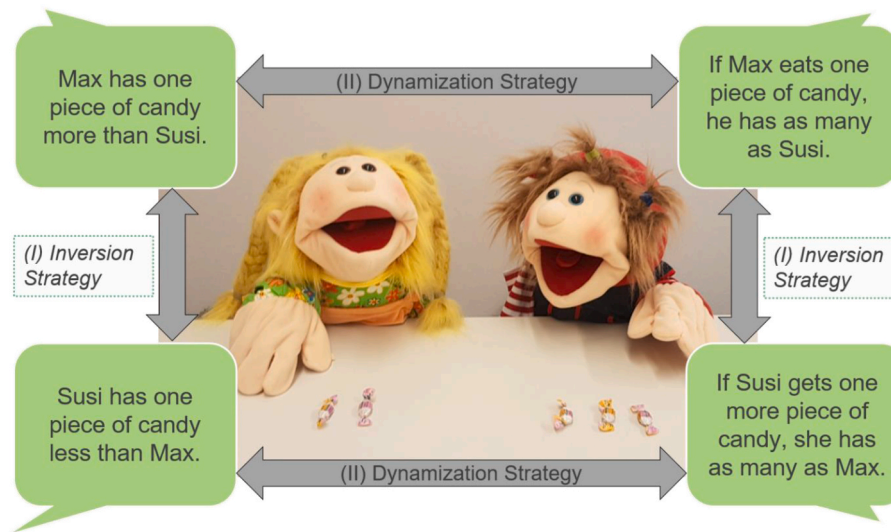 Max has one
piece of candy
more than Susi.
(II) Dynamization Strategy
If Max eats one
piece of candy,
he has as many
as Susi.
(I) Inversion
Strategy
(I) Inversion
Strategy
Susi has one
piece of candy
less than Max.
(II) Dynamization Strategy
If Susi gets one
more piece of
candy, she has
as many as Max.